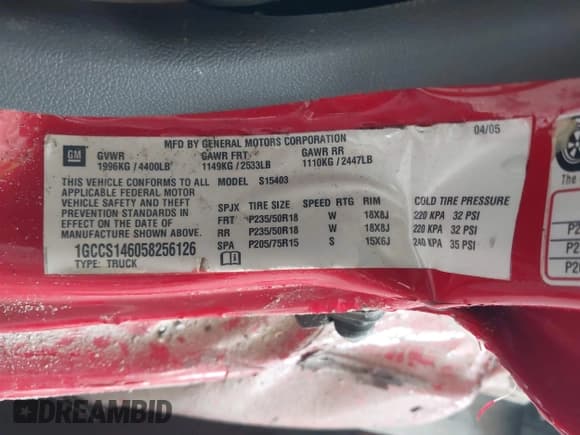 MFD BY GENERAL MOTORS CORPORATION 04/05
GM GVWR GAWR FRT GAWR RR
1996KG / 4400LB 1149KG / 2533LB 1110KG / 2447LB
THIS VEHICLE CONFORMS TO ALL MODEL S15403
APPLICABLE FEDERAL MOTOR
VEHICLE SAFETY AND THEFT SPJX TIRE SIZE SPEED RTG RIM COLD TIRE PRESSURE
PREVENTION STANDARDS IN FRT P235/50R18 W 18X8J 220 KPA 32 PSI
EFFECT ON THE DATE OF RR P235/50R18 W 18X8J 220 KPA 32 PSI
MANUFACTURE SHOWN ABOVE. SPA P205/75R15 S 15X6J 240 KPA 35 PSI
1GCCS146058256126
TYPE: TRUCK
DREAMBID